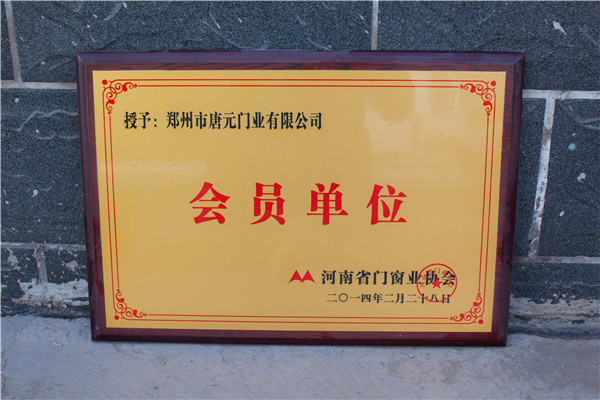 授予：郑州市唐元门业有限公司
会员单位
河南省门窗业协会
二〇一四年二月二十八日